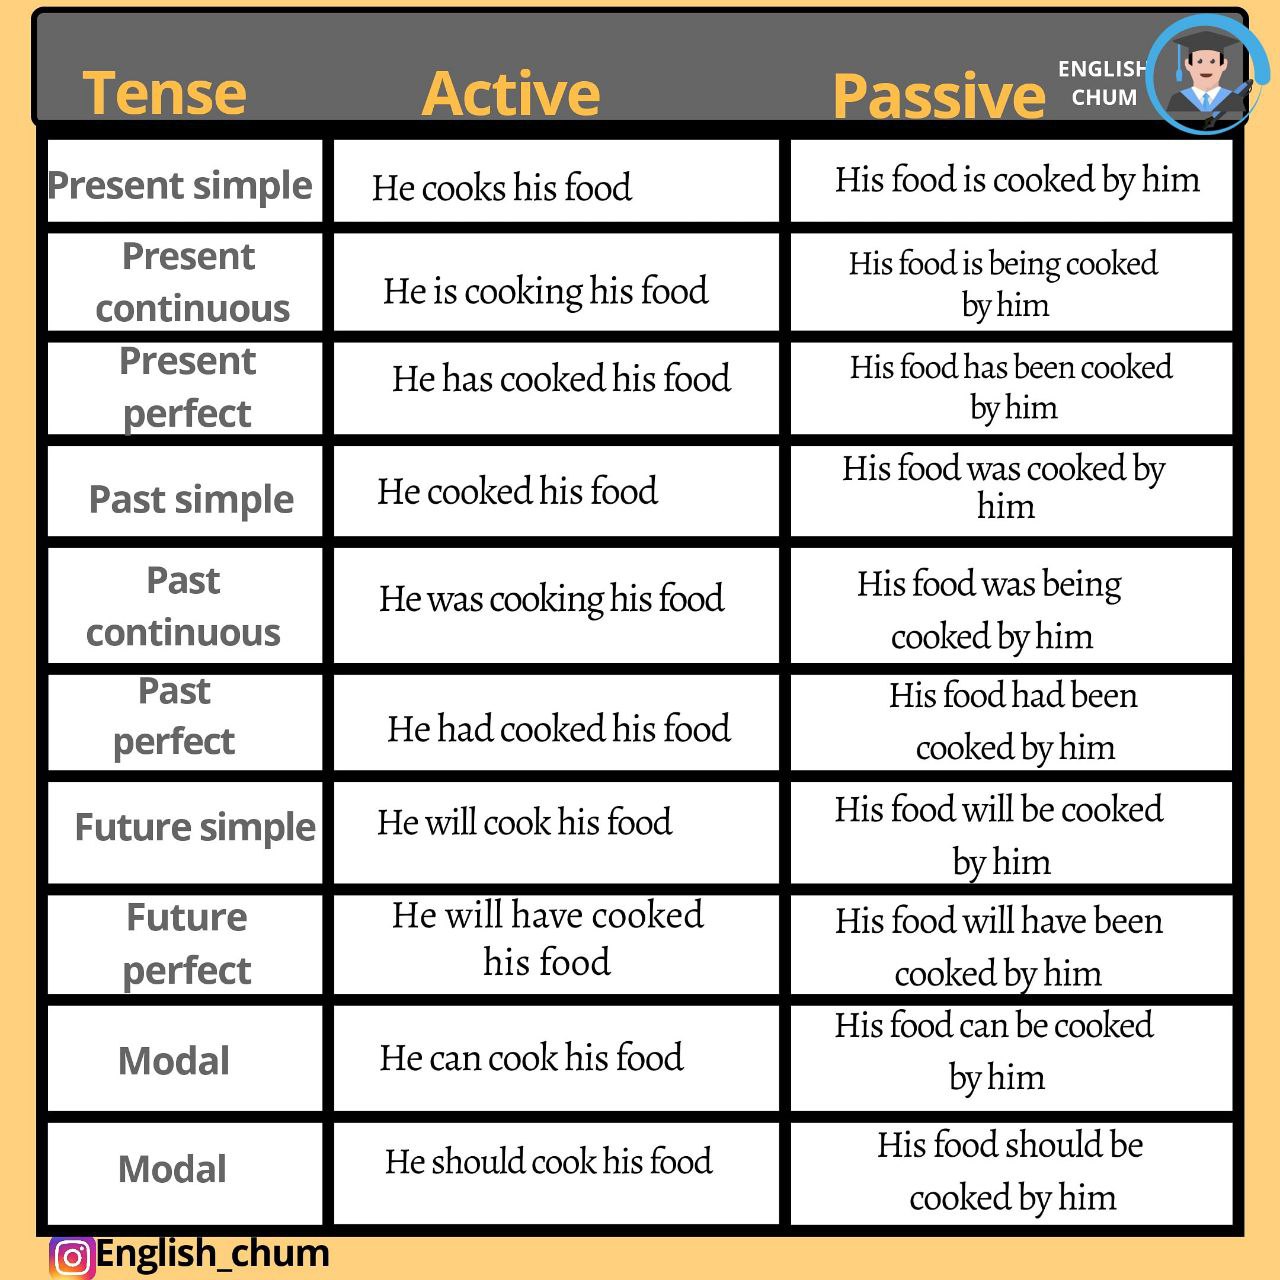 Tense
Active
Passive
ENGLISH
CHUM
Present simple
He cooks his food
His food is cooked by him
Present
continuous
He is cooking his food
His food is being cooked
by him
Present
perfect
He has cooked his food
His food has been cooked
by him
Past simple
He cooked his food
His food was cooked by
him
Past
continuous
He was cooking his food
His food was being
cooked by him
Past
perfect
He had cooked his food
His food had been
cooked by him
Future simple
He will cook his food
His food will be cooked
by him
Future
perfect
He will have cooked
his food
His food will have been
cooked by him
Modal
He can cook his food
His food can be cooked
by him
Modal
He should cook his food
His food should be
cooked by him
English_chum